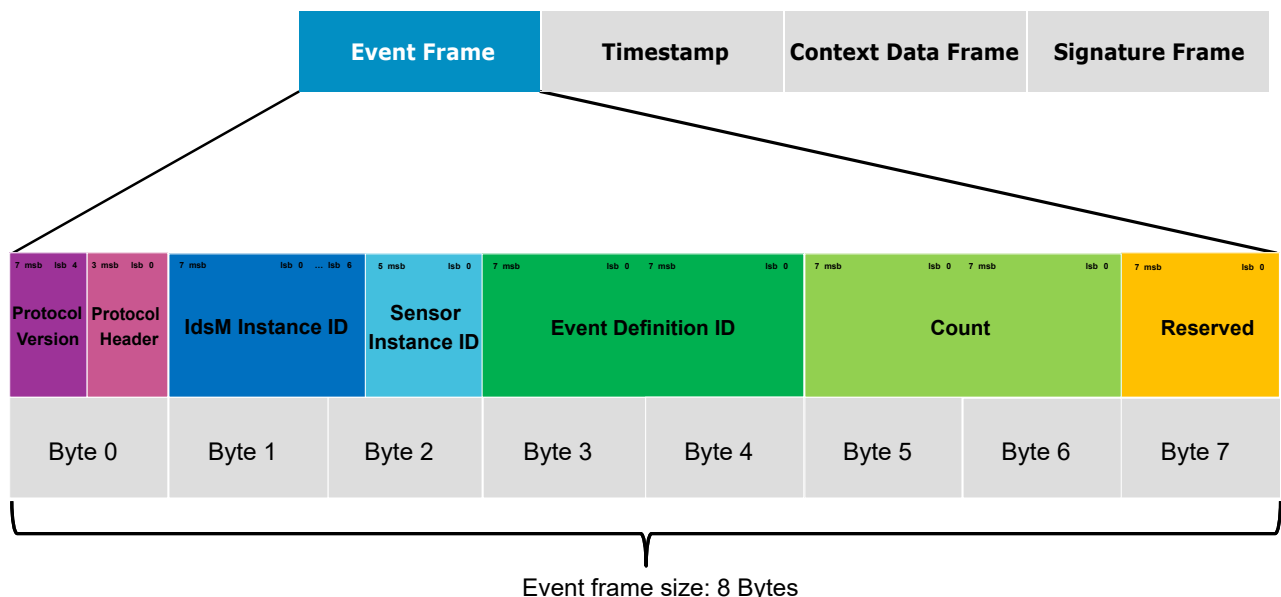 Event Frame Timestamp Context Data Frame Signature Frame
7 msb lsb 4 3 msb lsb 0 7 msb lsb 0 ... lsb 6 5 msb lsb 0 7 msb lsb 0 7 msb lsb 0 7 msb lsb 0 7 msb lsb 0 7 msb lsb 0
Protocol Version
Protocol Header
IdsM Instance ID
Sensor Instance ID
Event Definition ID
Count
Reserved
Byte 0 Byte 1 Byte 2 Byte 3 Byte 4 Byte 5 Byte 6 Byte 7
Event frame size: 8 Bytes